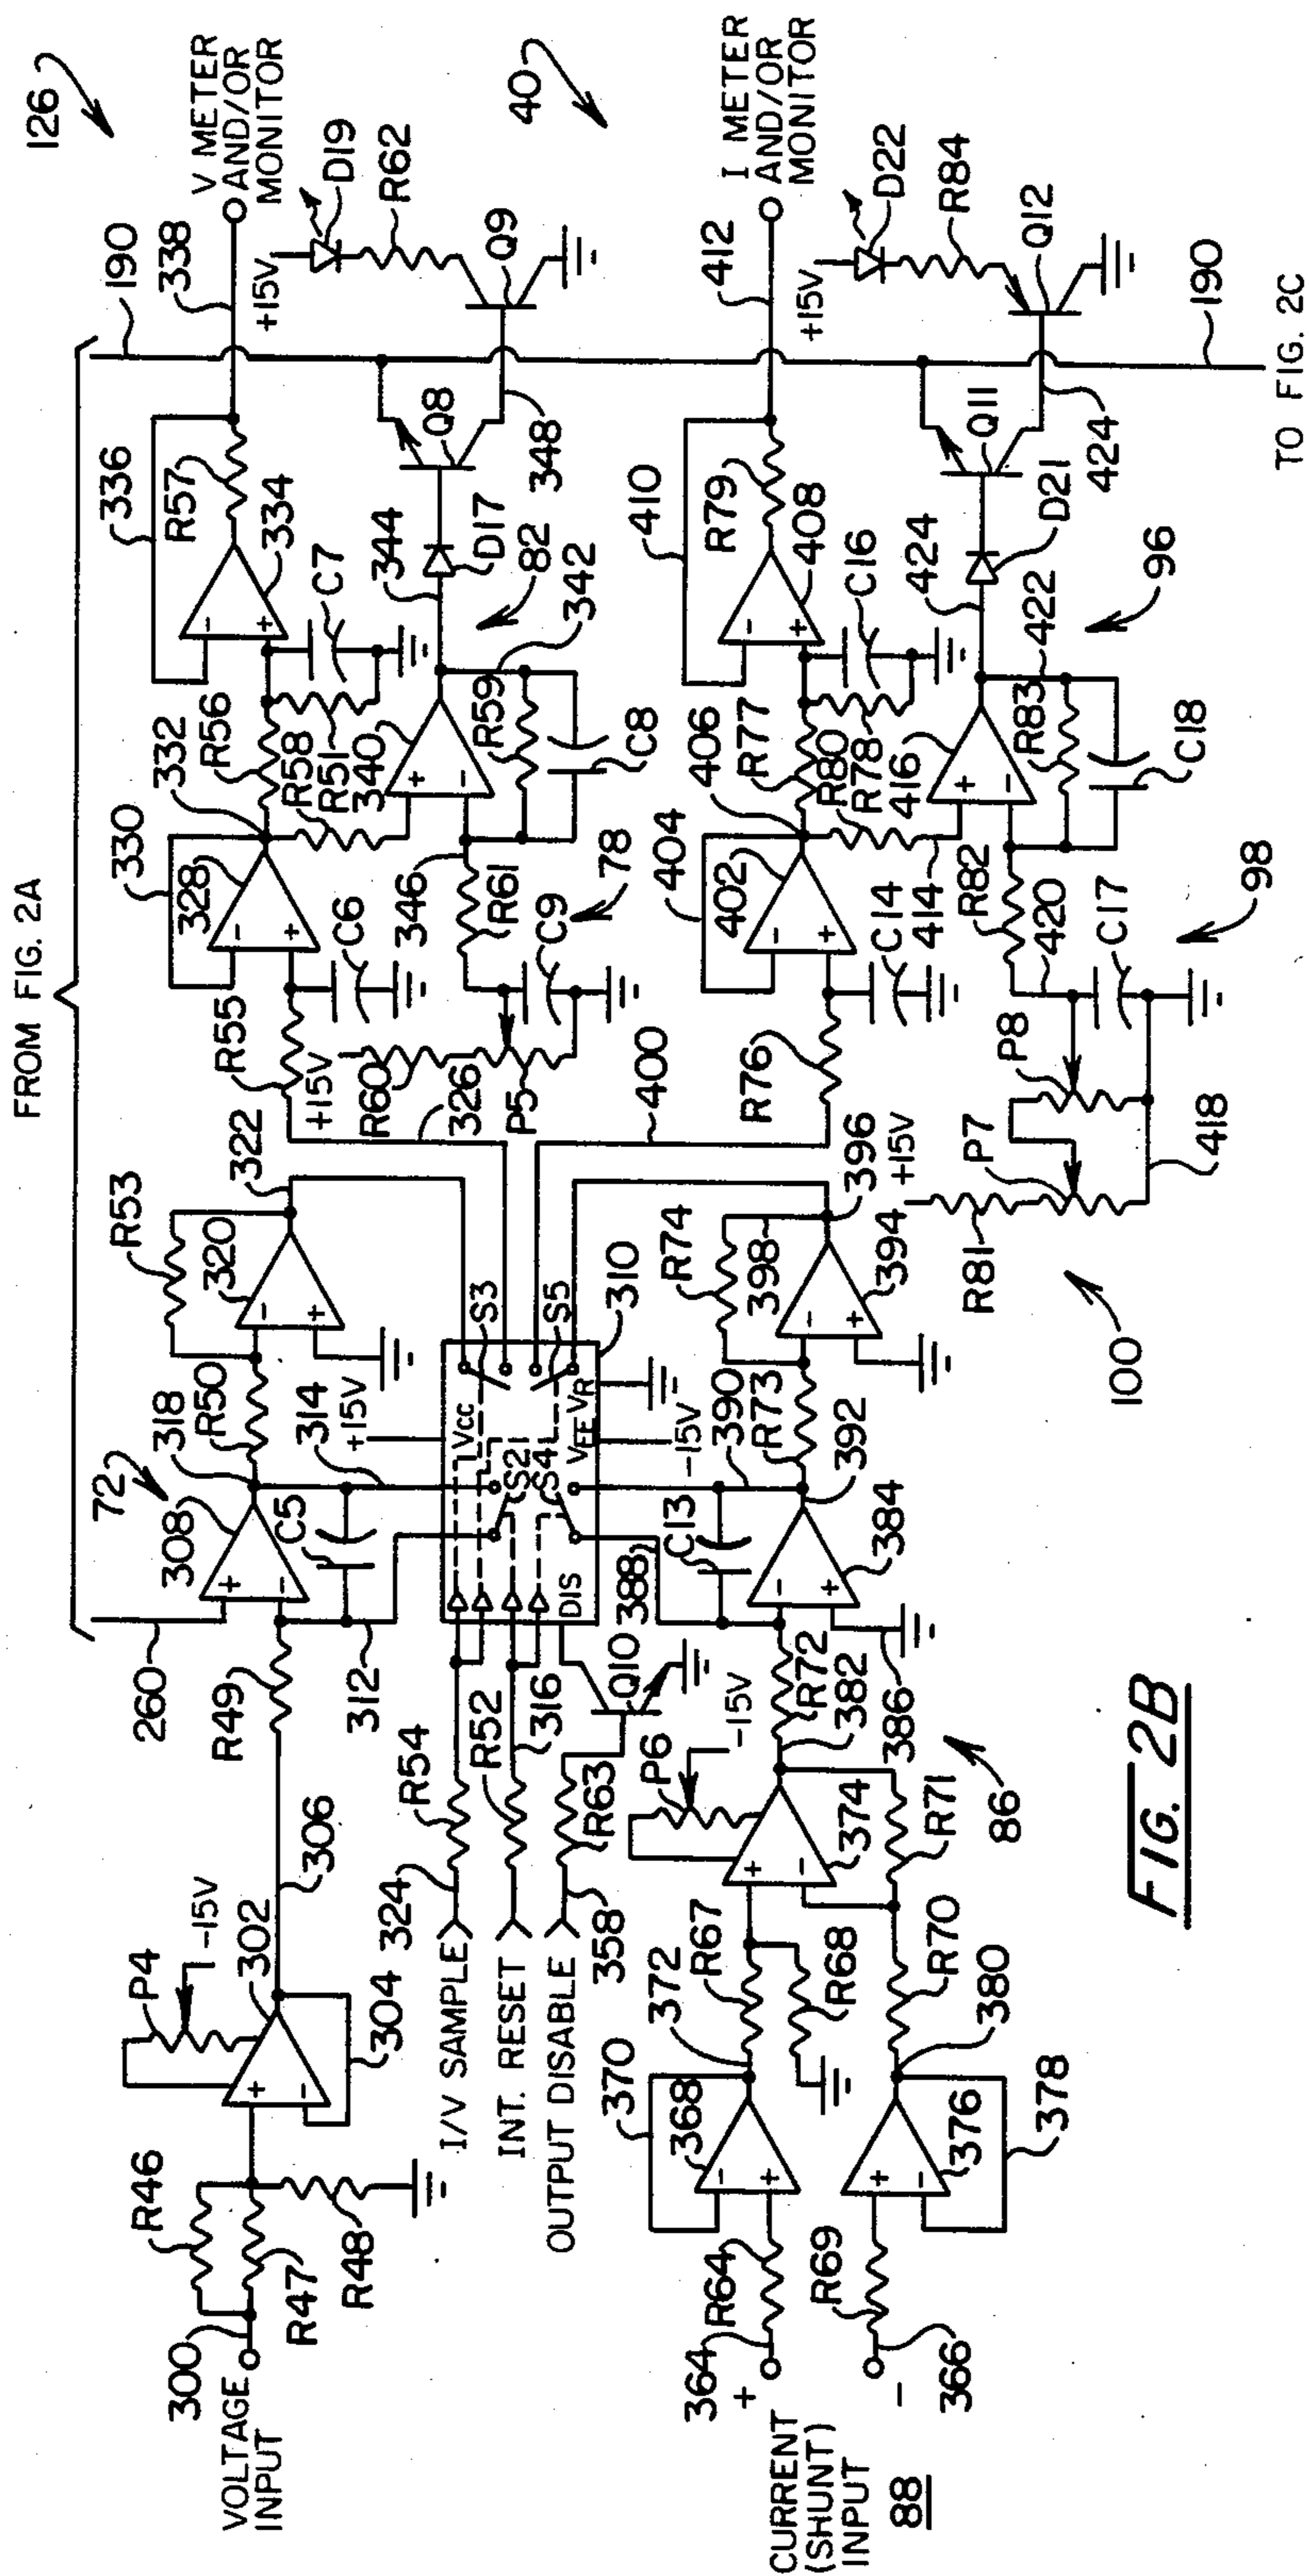 FROM FIG. 2A
126
V METER
AND/OR
MONITOR
190
338
336
R57
334
330
332
R56
328
R53
322
320
R55
72
318
R50
308
260
R49
306
P4
-15V
302
304
R46
R47
R48
300
VOLTAGE
INPUT
C5
314
312
+15V
C6
R58
R51
C7
340
344
Q8
+15V
D19
R62
Q9
348
D17
82
342
R59
C8
346
R61
78
C9
+15V
R60
326
P5
400
I/V SAMPLE
324
R54
INT. RESET
R52
316
OUTPUT DISABLE
358
R63
Q10
VCC
S2
S4
S3
S5
DIS
VEE
VR
310
-15V
388
40
I METER
AND/OR
MONITOR
412
410
R79
408
404
406
R77
402
R76
C14
414
R80
R78
C16
416
424
Q11
+15V
D22
R84
Q12
190
424
D21
96
422
R83
C18
R82
420
C17
98
P8
P7
418
+15V
R81
100
R74
398
396
394
R73
390
392
C13
384
386
R72
382
P6
-15V
374
R71
86
R70
R67
R68
372
370
368
376
380
378
R64
R69
364
366
+
-
CURRENT
(SHUNT)
INPUT
88
FIG. 2B
TO FIG. 2C